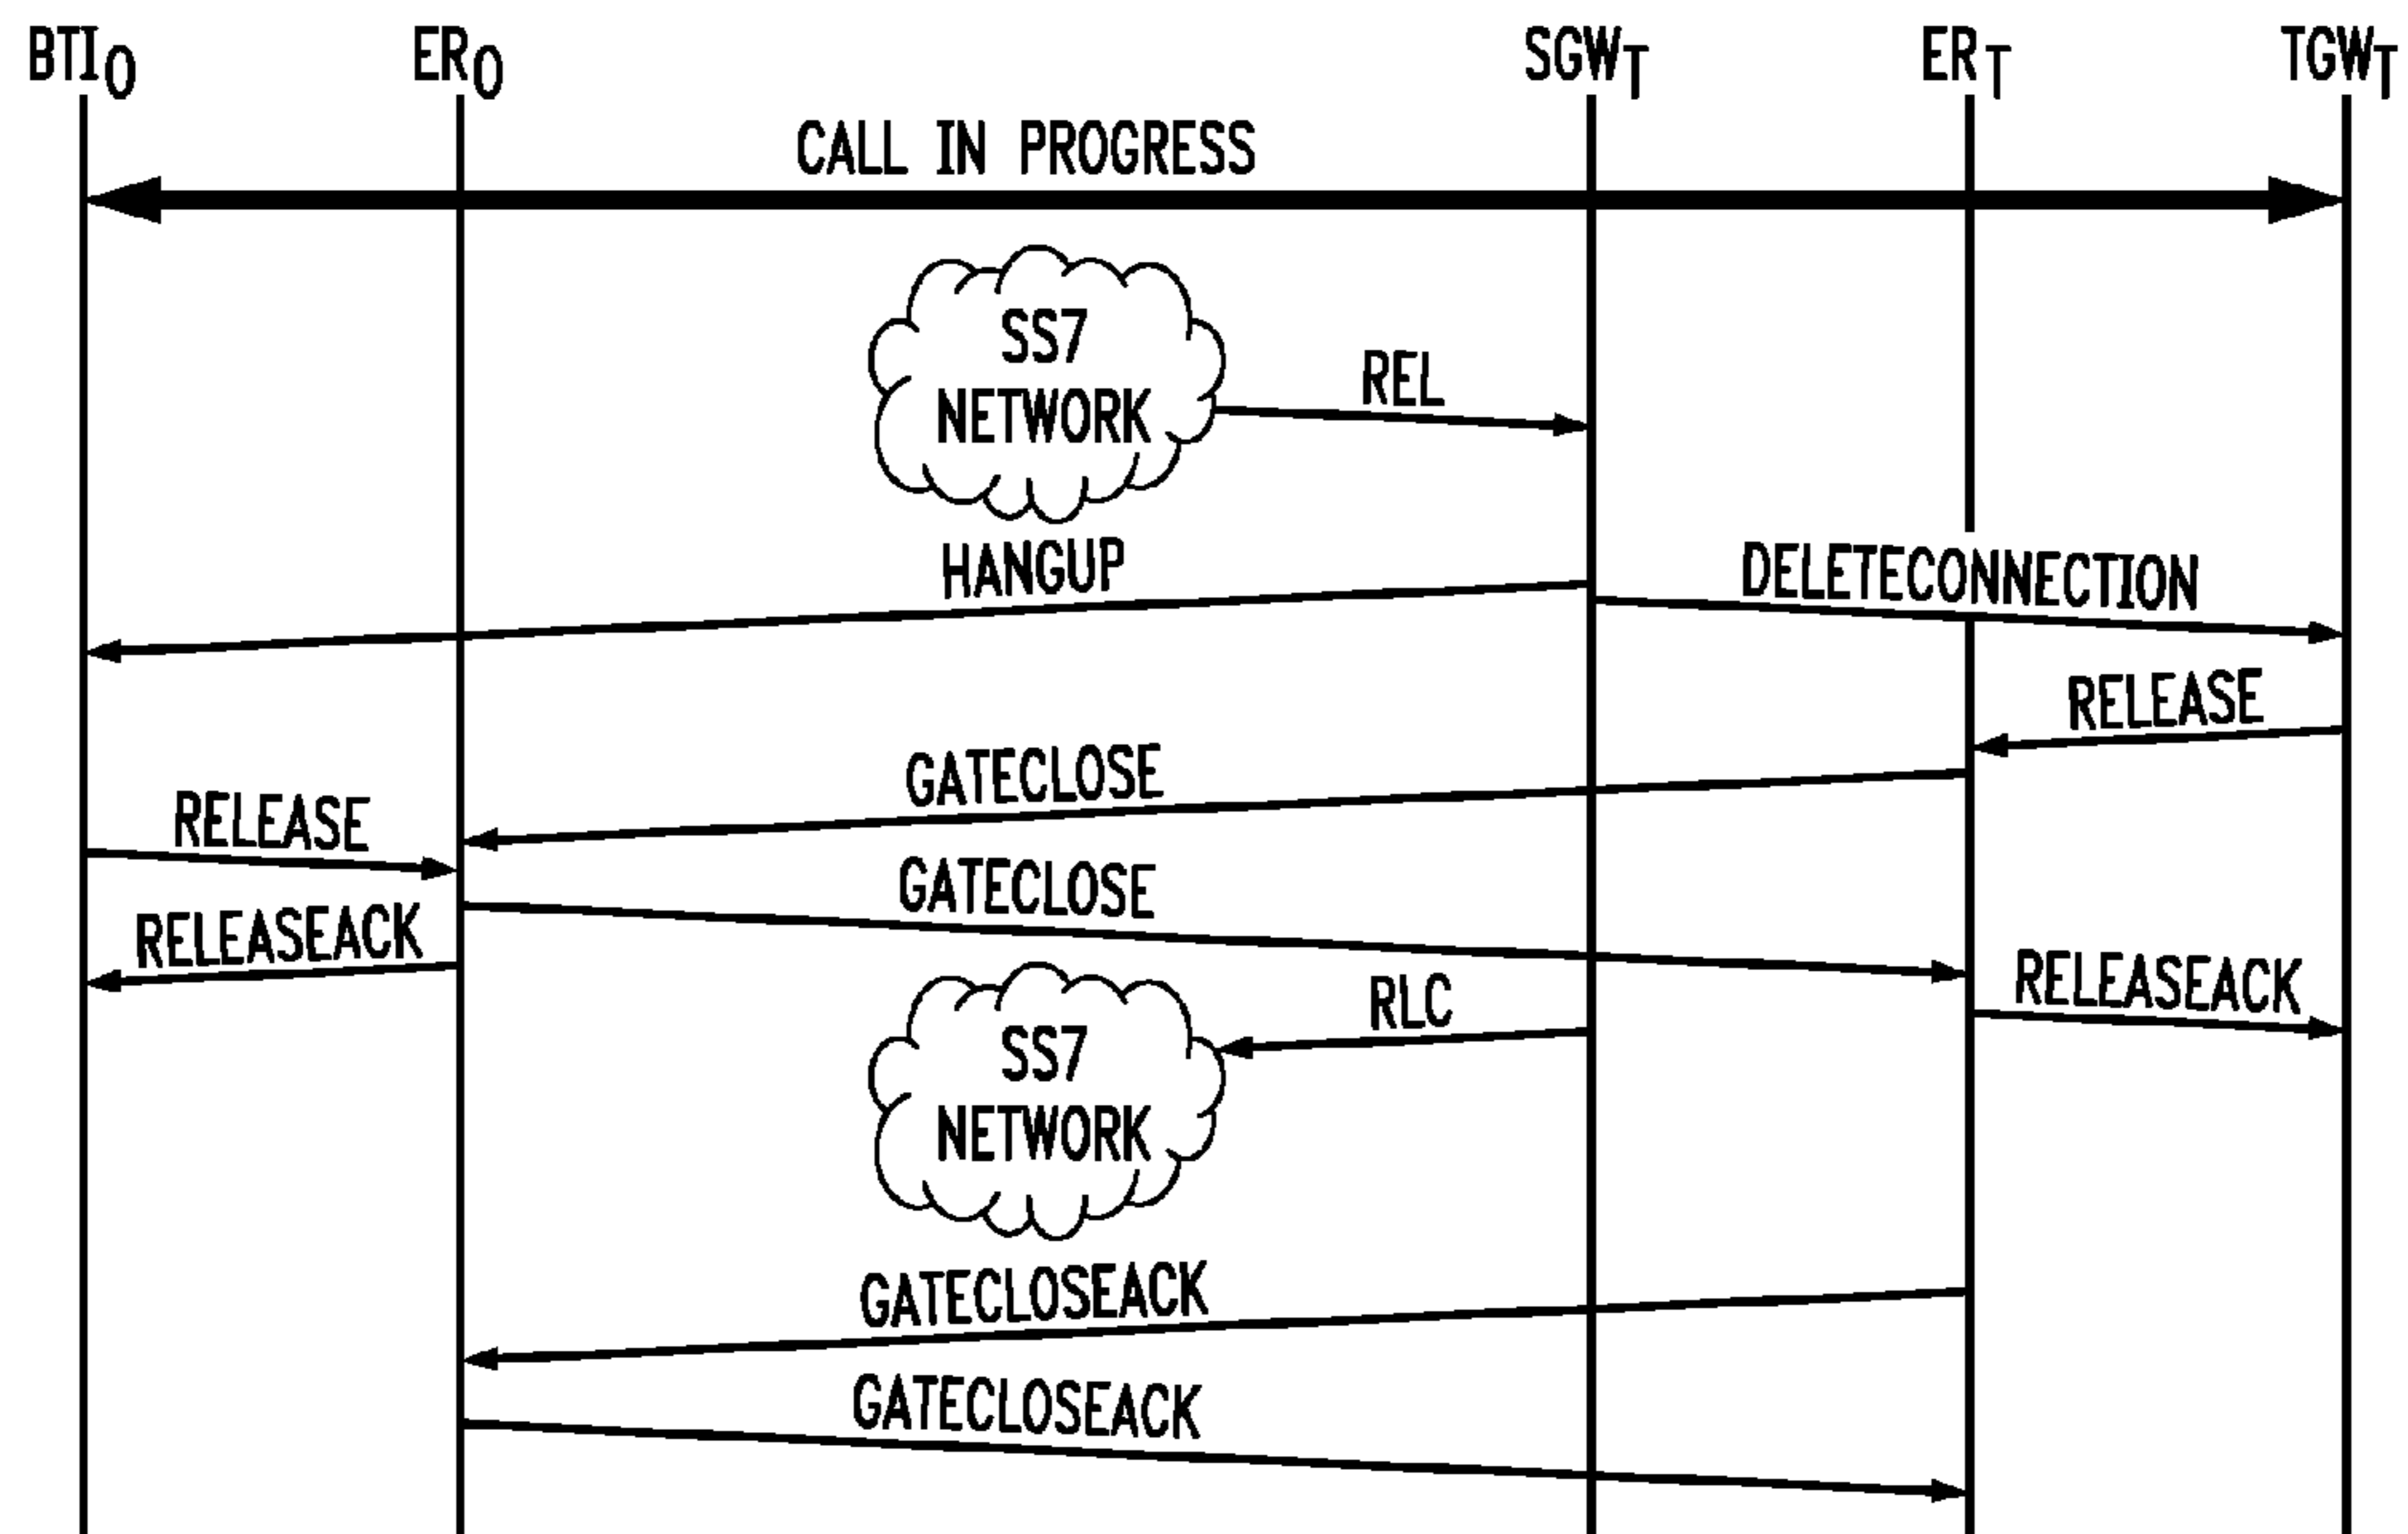 BTIO ERO SGWT ERT TGWT
CALL IN PROGRESS
SS7
NETWORK
REL
HANGUP
DELETECONNECTION
RELEASE
GATECLOSE
RELEASE
GATECLOSE
RELEASEACK
RELEASEACK
RLC
SS7
NETWORK
GATECLOSEACK
GATECLOSEACK